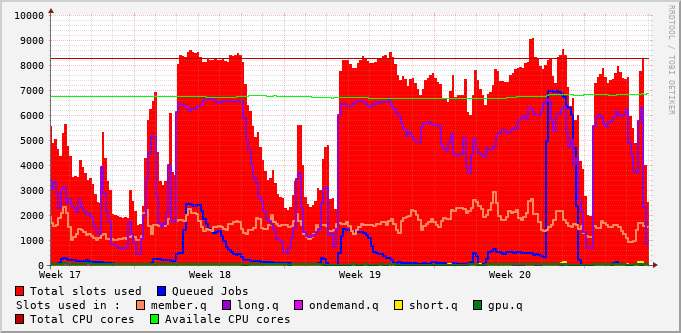 10000
9000
8000
7000
6000
5000
4000
3000
2000
1000
0
Week 17 Week 18 Week 19 Week 20
RRDTOOL / TOBI OETIKER
Total slots used Queued Jobs
Slots used in : member.q long.q ondemand.q short.q gpu.q
Total CPU cores Availale CPU cores